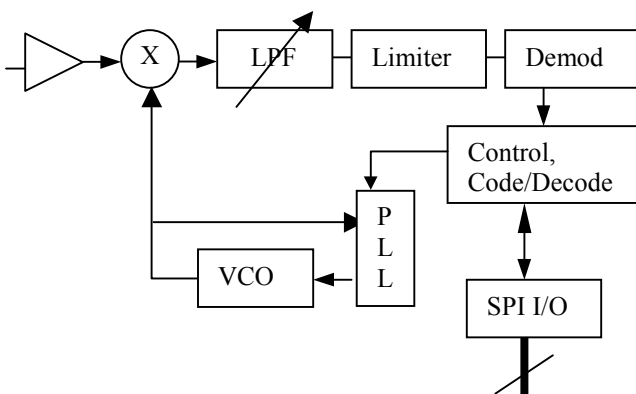 X
LPF
Limiter
Demod
Control,
Code/Decode
P
L
L
VCO
SPI I/O